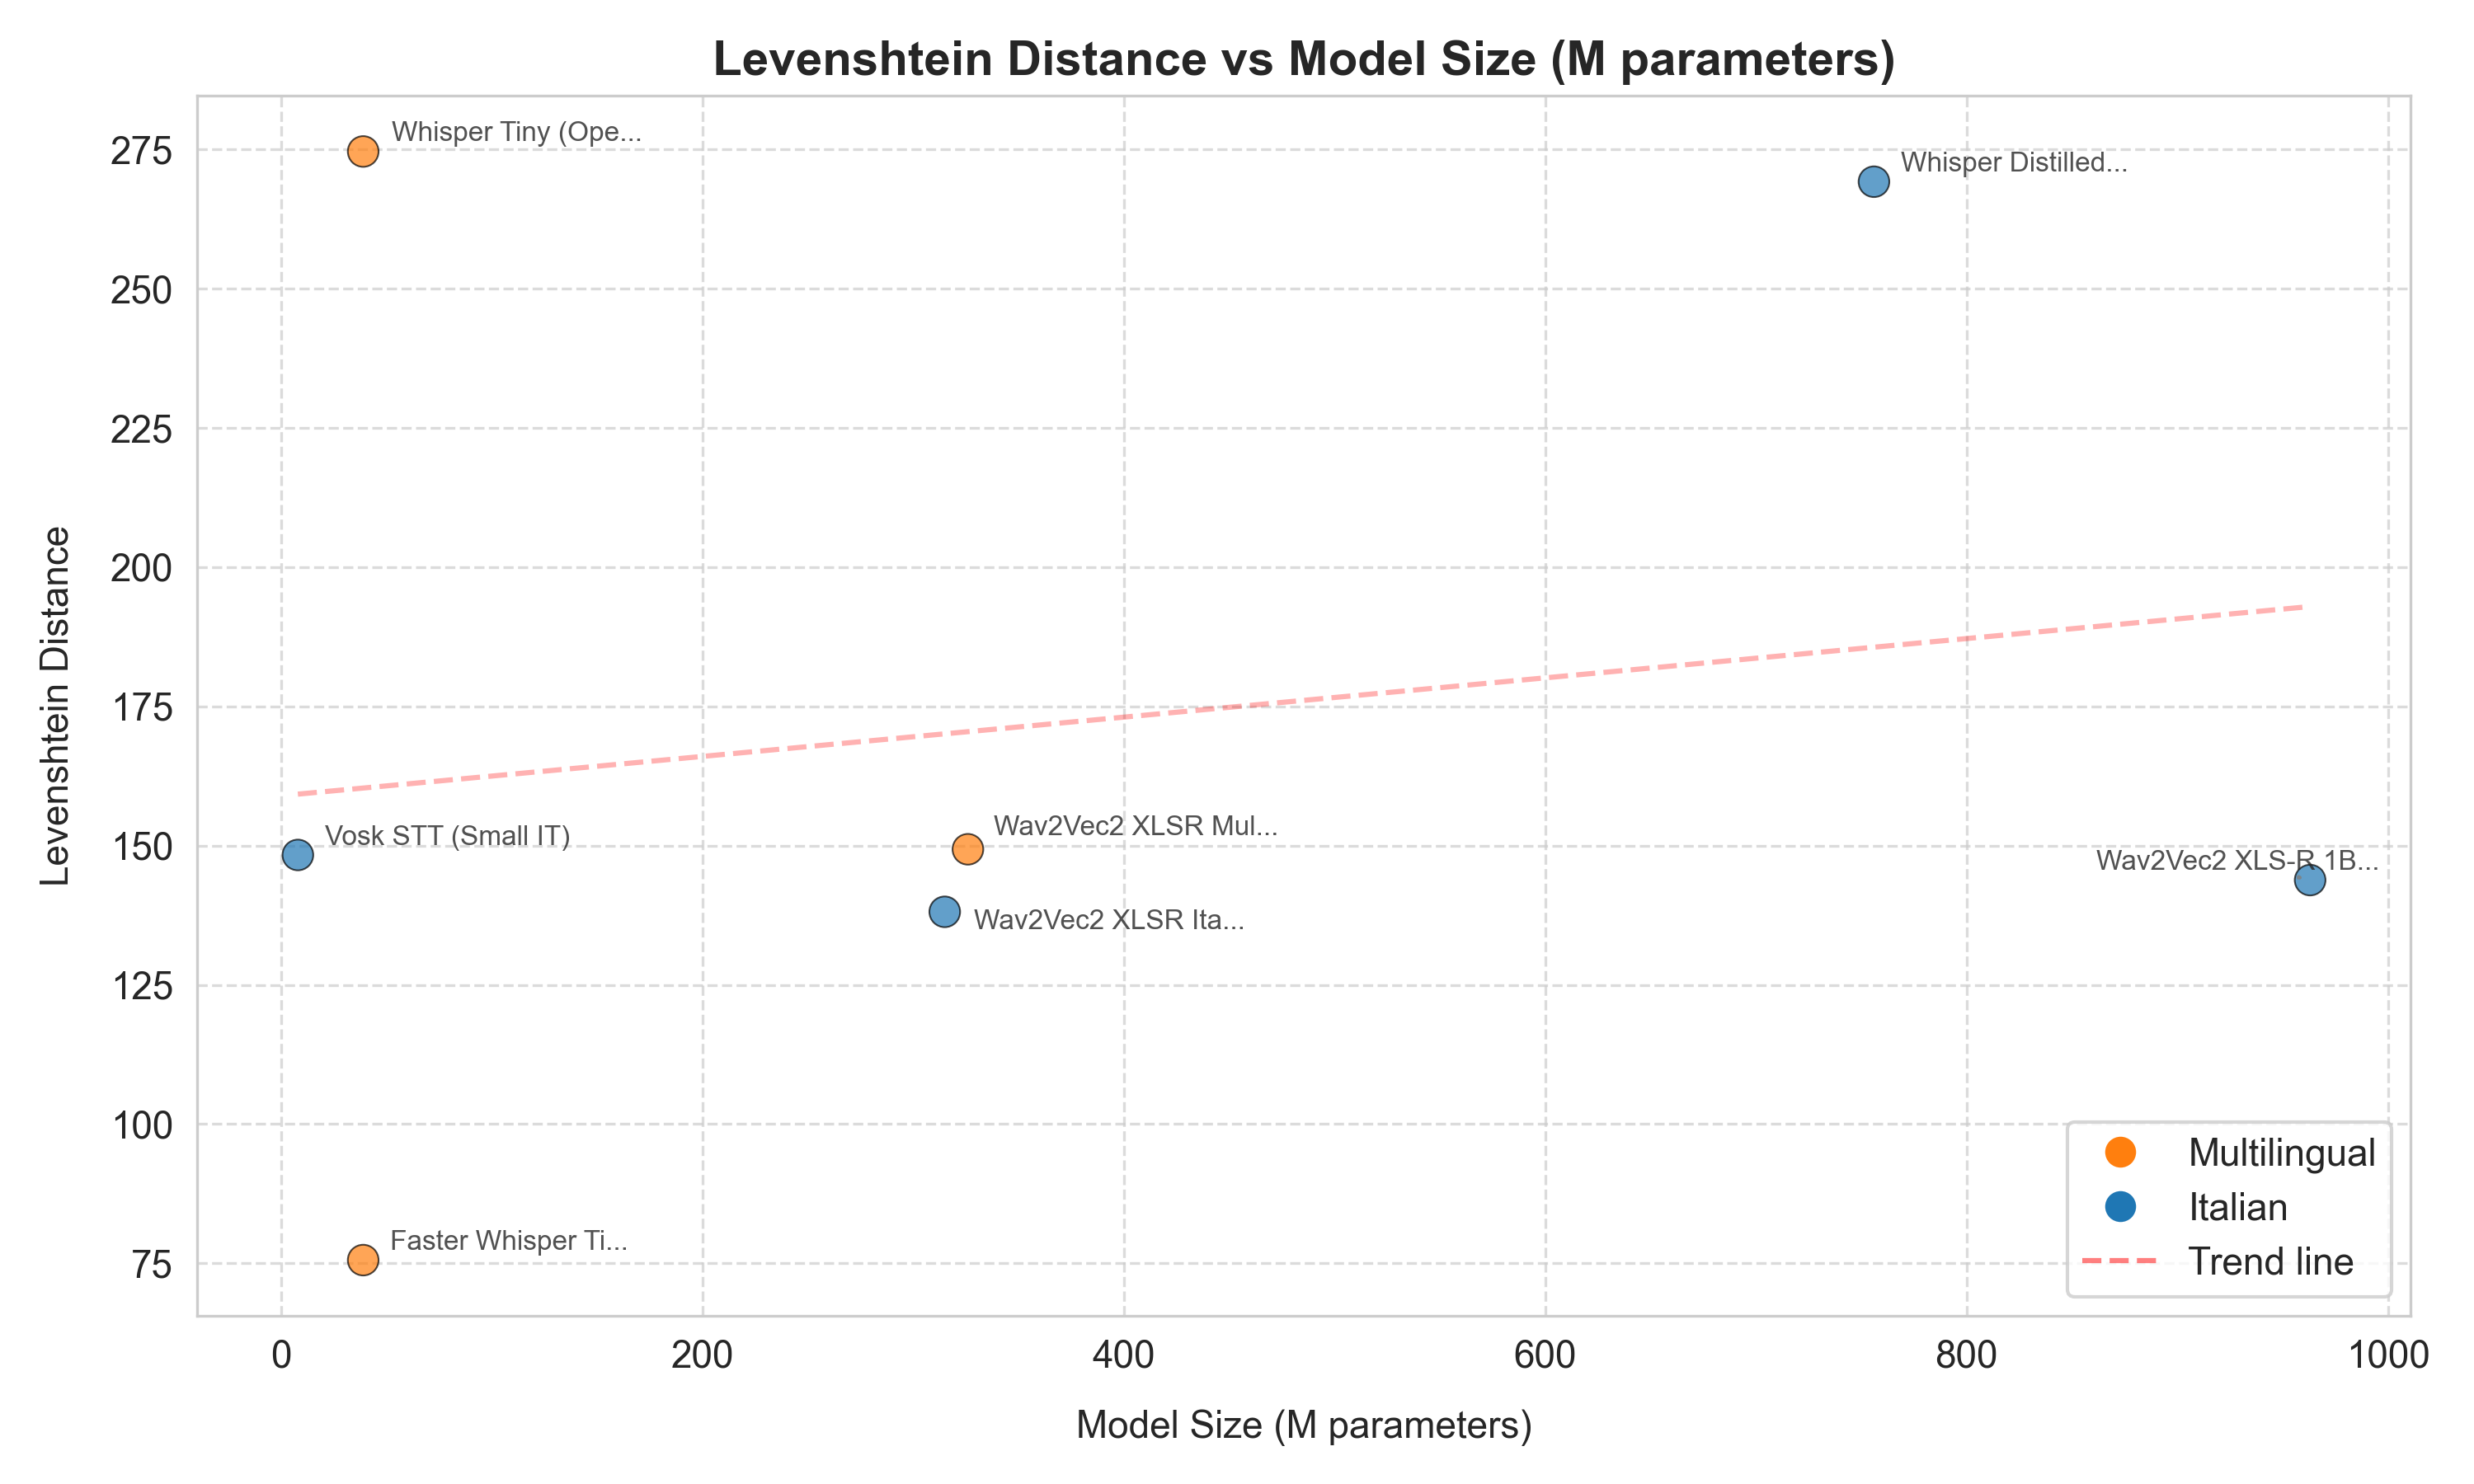 Levenshtein Distance vs Model Size (M parameters)
Levenshtein Distance
275
250
225
200
175
150
125
100
75
Whisper Tiny (Ope...
Whisper Distilled...
Vosk STT (Small IT)
Wav2Vec2 XLSR Mul...
Wav2Vec2 XLS-R 1B...
Wav2Vec2 XLSR Ita...
Faster Whisper Ti...
Multilingual
Italian
Trend line
0
200
400
600
800
1000
Model Size (M parameters)